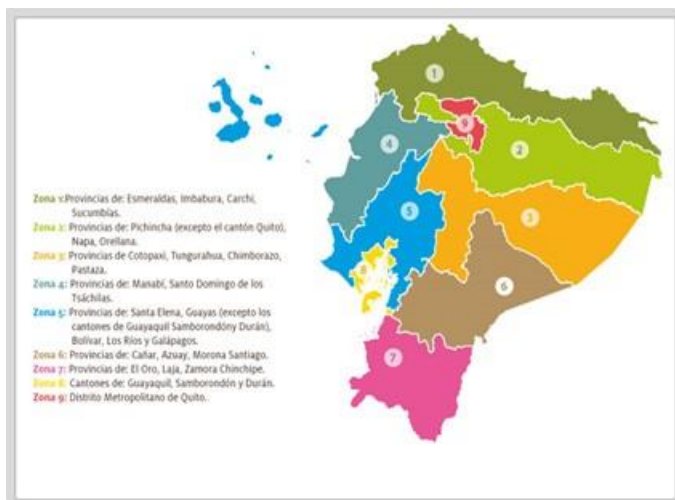 1
9
2
4
5
3
8
6
7
Zona 1:Provincias de: Esmeraldas, Imbabura, Carchi,
Sucumbías.
Zona 2: Provincias de: Pichincha (excepto el cantón Quito),
Napa, Orellana.
Zona 3: Provincias de Cotopaxi, Tungurahua, Chimborazo,
Pastaza.
Zona 4: Provincias de: Manabí, Santo Domingo de los
Tsáchilas.
Zona 5: Provincias de: Santa Elena, Guayas (excepto los
cantones de Guayaquil Samborondóny Durán),
Bolívar, Los Ríos y Galápagos.
Zona 6: Provincias de: Cañar, Azuay, Morona Santiago.
Zona 7: Provincias de: El Oro, Laja, Zamora Chinchipe.
Zona 8: Cantones de: Guayaquil, Samborondón y Durán.
Zona 9: Distrito Metropolitano de Quito.